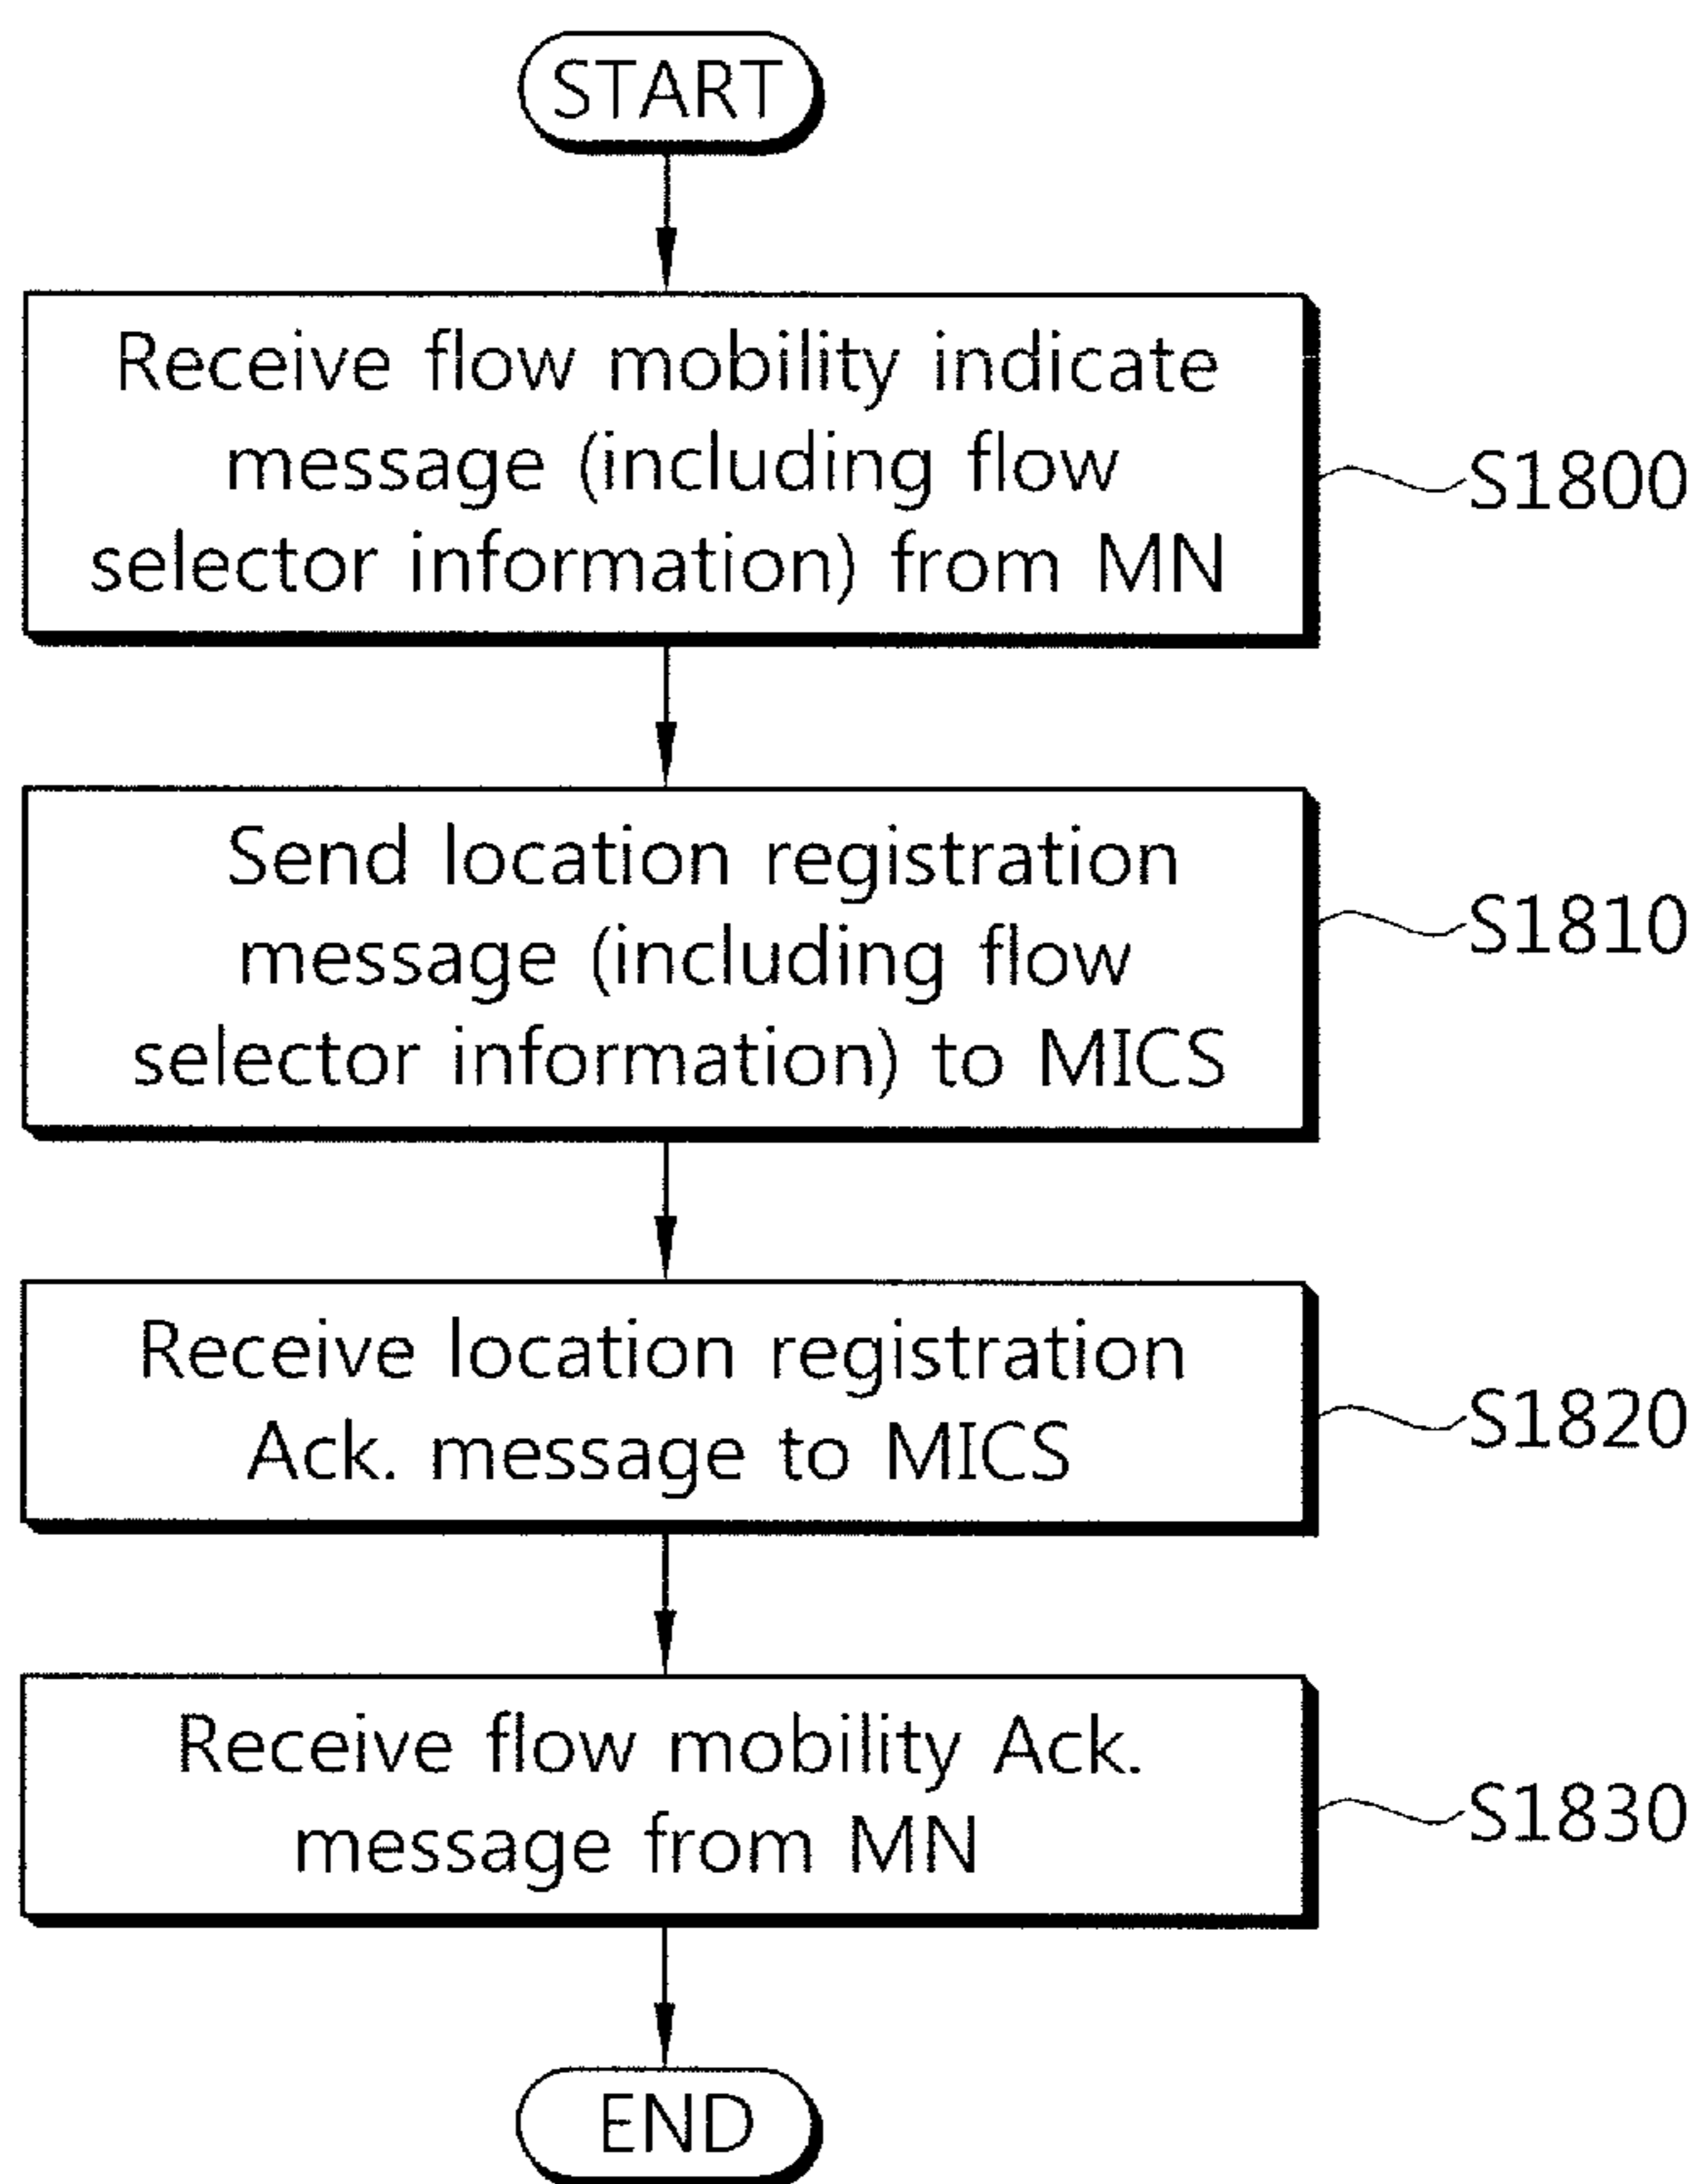 START
Receive flow mobility indicate
message (including flow
selector information) from MN
S1800
Send location registration
message (including flow
selector information) to MICS
S1810
Receive location registration
Ack. message to MICS
S1820
Receive flow mobility Ack.
message from MN
S1830
END